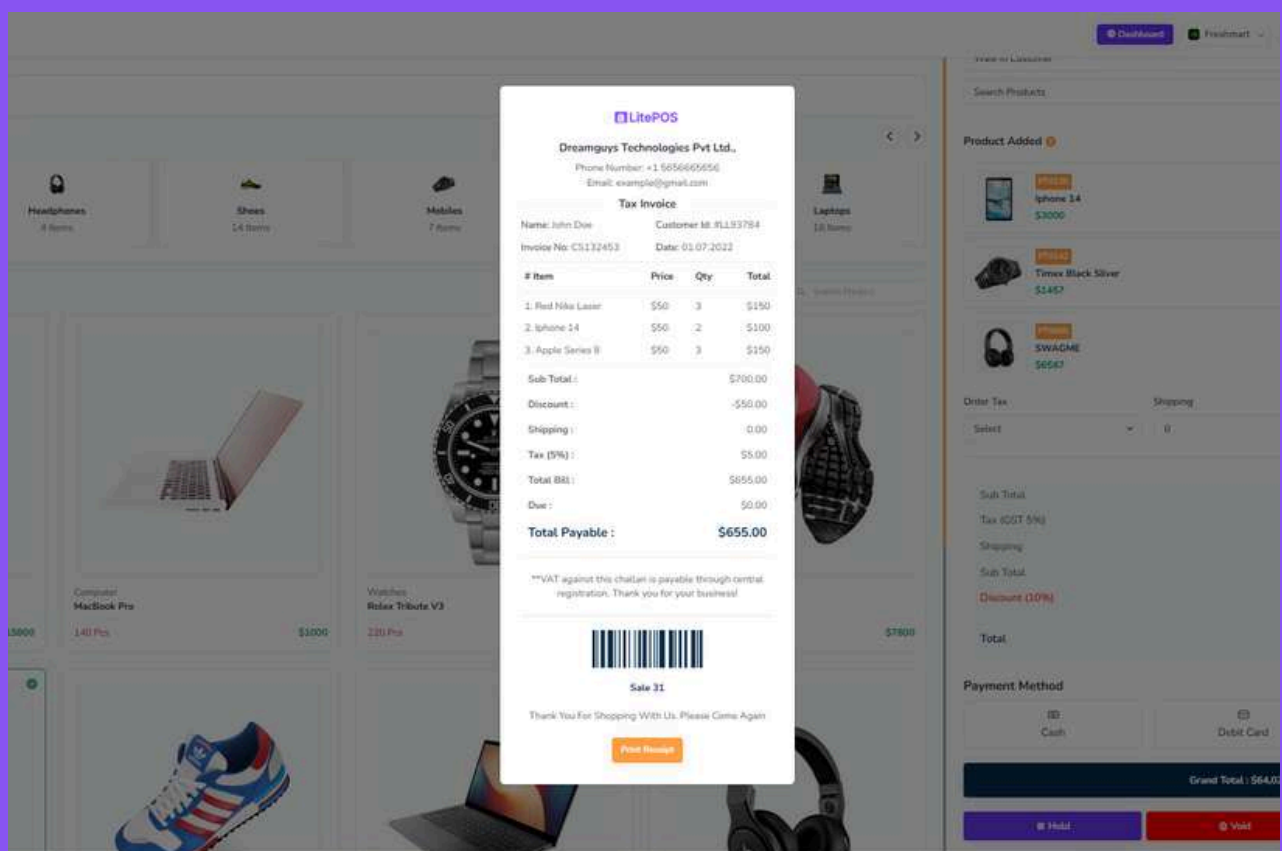 Dashboard
Freshmart
Walk in Customer
Search Products
Product Added
Headphones
4 Items
Shoes
14 Items
Mobiles
7 Items
Laptops
Iphone 14
$3000
Timex Black Sliver
$1457
SWAGME
$6587
Order Tax
Shipping
Select
0
Sub Total
Tax (GST 5%)
Shipping
Sub Total
Discount (10%)
Total
Payment Method
Cash
Debit Card
Grand Total : $64,02
Hold
Void
Computer
MacBook Pro
140 Pcs
$1000
Watches
Rolex Tribute V3
220 Pcs
$7800
LitePOS
Dreamguys Technologies Pvt Ltd.,
Phone Number: +1 5656665656
Email: example@gmail.com
Tax Invoice
Name: John Doe
Customer Id: #LL93784
Invoice No: CS132453
Date: 01.07.2022
# Item Price Qty Total
1. Red Nike Laser $50 3 $150
2. Iphone 14 $50 2 $100
3. Apple Series 8 $50 3 $150
Sub Total : $700.00
Discount : -$50.00
Shipping : 0.00
Tax (5%) : $5.00
Total Bill : $655.00
Due : $0.00
Total Payable : $655.00
**VAT against this challan is payable through central
registration. Thank you for your business!
Sale 31
Thank You For Shopping With Us. Please Come Again
Print Receipt